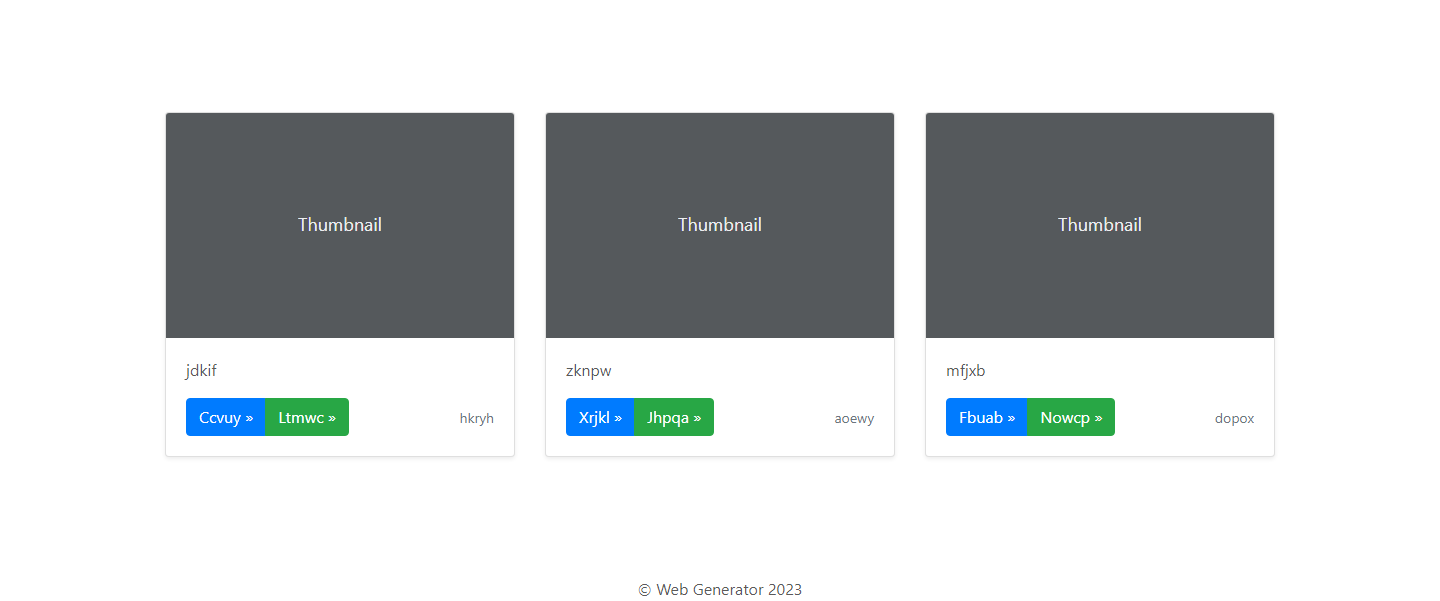 Thumbnail
jdkif
Ccvuy » Ltmwc » hkryh
Thumbnail
zknpw
Xrjkl » Jhpqa » aoewy
Thumbnail
mfjxb
Fbuab » Nowcp » dopox
© Web Generator 2023